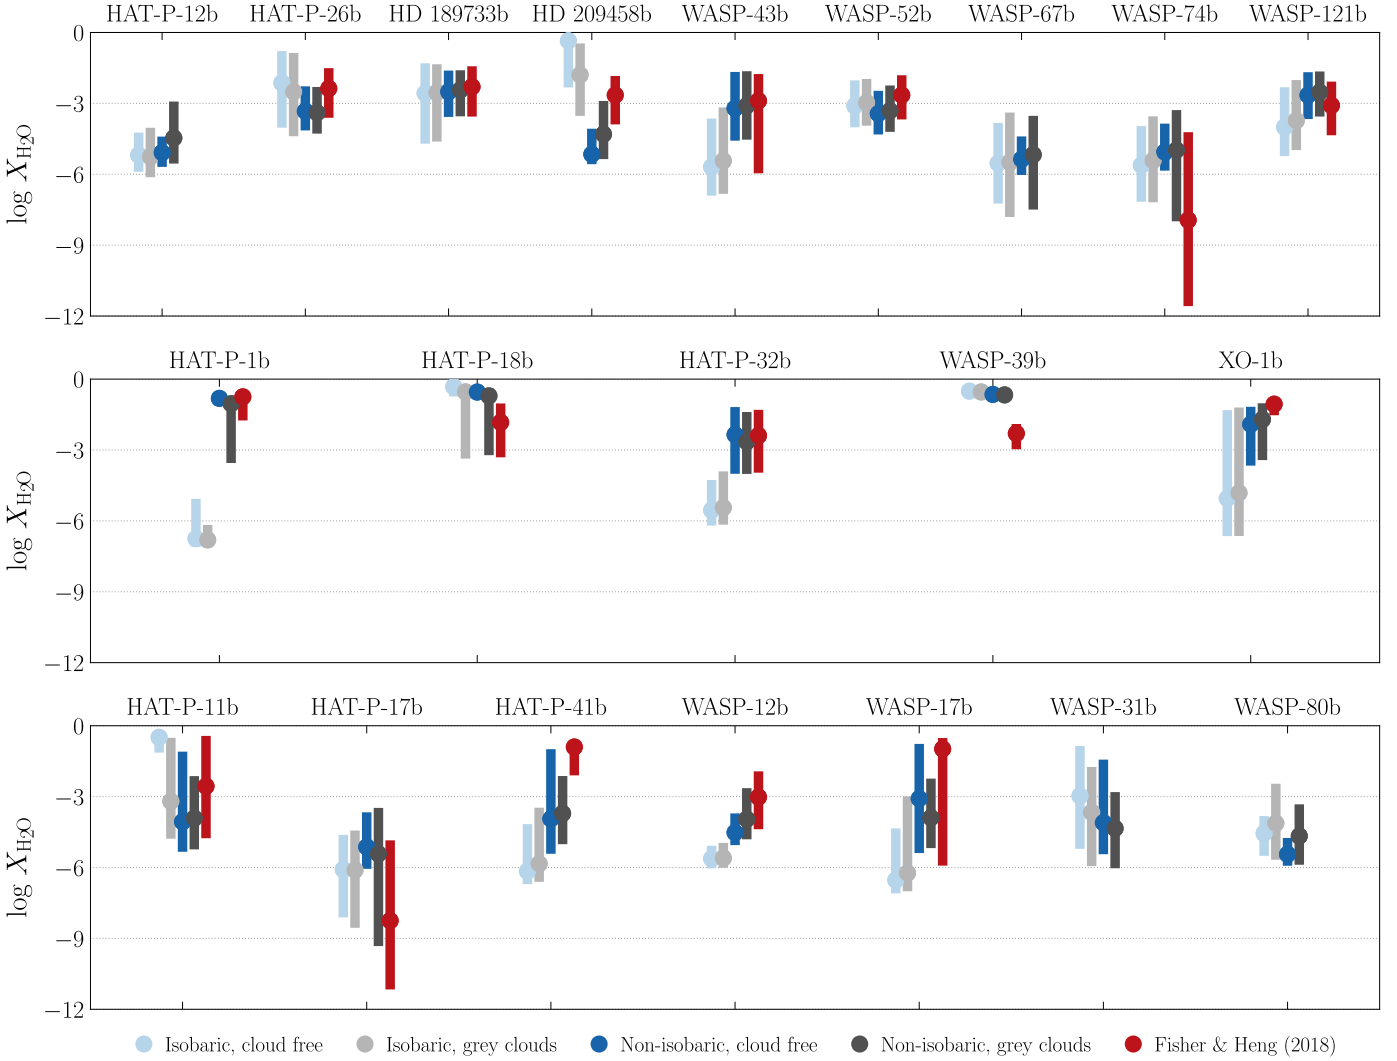 HAT-P-12b HAT-P-26b HD 189733b HD 209458b WASP-43b WASP-52b WASP-67b WASP-74b WASP-121b
0
−3
−6
−9
−12
log X_H₂O
HAT-P-1b HAT-P-18b HAT-P-32b WASP-39b XO-1b
0
−3
−6
−9
−12
log X_H₂O
HAT-P-11b HAT-P-17b HAT-P-41b WASP-12b WASP-17b WASP-31b WASP-80b
0
−3
−6
−9
−12
log X_H₂O
Isobaric, cloud free Isobaric, grey clouds Non-isobaric, cloud free Non-isobaric, grey clouds Fisher & Heng (2018)